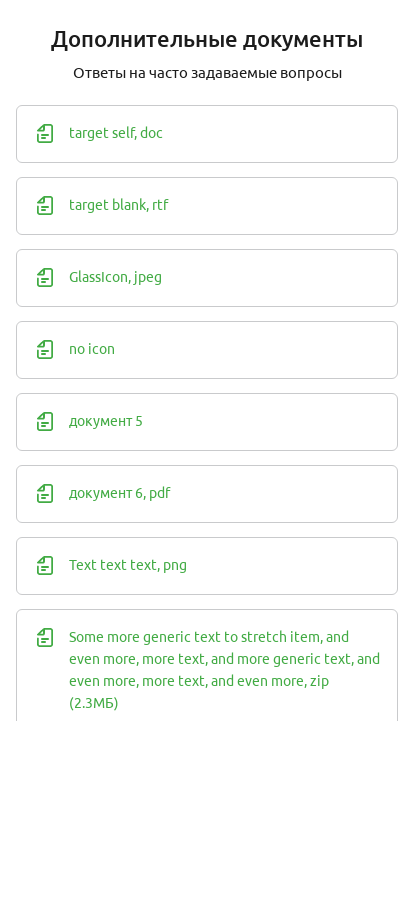 Дополнительные документы
Ответы на часто задаваемые вопросы
target self, doc
target blank, rtf
GlassIcon, jpeg
no icon
документ 5
документ 6, pdf
Text text text, png
Some more generic text to stretch item, and
even more, more text, and more generic text, and
even more, more text, and even more, zip
(2.3МБ)